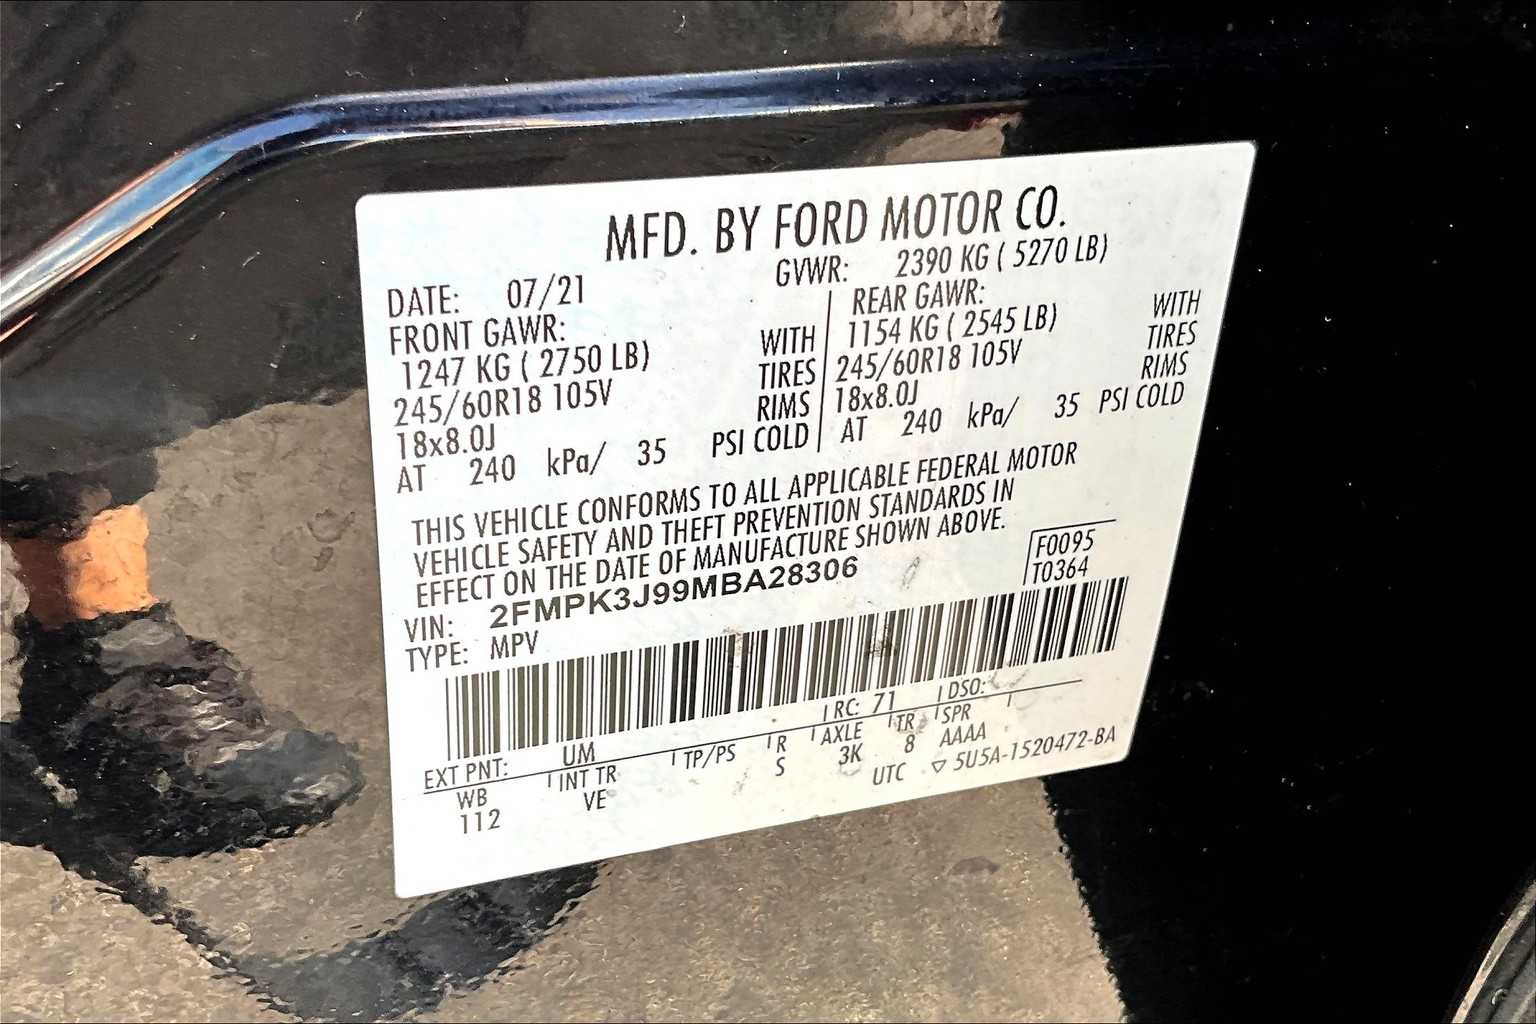 MFD. BY FORD MOTOR CO.
DATE: 07/21 GVWR: 2390 KG ( 5270 LB)
FRONT GAWR: REAR GAWR:
1247 KG ( 2750 LB) WITH 1154 KG ( 2545 LB) WITH
245/60R18 105V TIRES 245/60R18 105V TIRES
18x8.0J RIMS 18x8.0J RIMS
AT 240 kPa/ 35 PSI COLD AT 240 kPa/ 35 PSI COLD
THIS VEHICLE CONFORMS TO ALL APPLICABLE FEDERAL MOTOR
VEHICLE SAFETY AND THEFT PREVENTION STANDARDS IN
EFFECT ON THE DATE OF MANUFACTURE SHOWN ABOVE.
VIN: 2FMPK3J99MBA28306 F0095
TYPE: MPV T0364
EXT PNT: UM RC: 71 DSO:
WB INT TR TP/PS R AXLE TR SPR
112 VE S 3K 8 AAAA
UTC ▽ 5U5A-1520472-BA